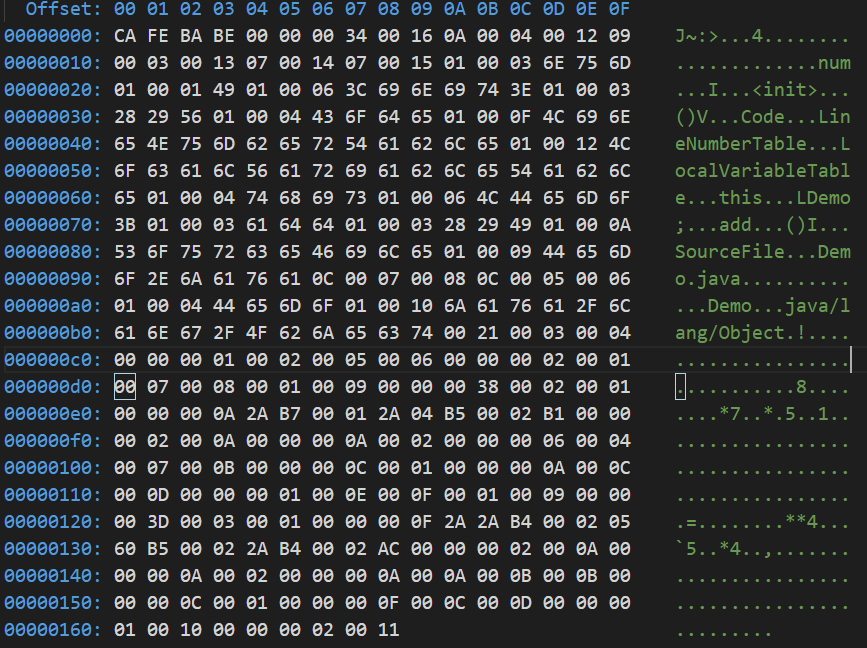 Offset: 00 01 02 03 04 05 06 07 08 09 0A 0B 0C 0D 0E 0F
00000000: CA FE BA BE 00 00 00 34 00 16 0A 00 04 00 12 09 J~:>...4........
00000010: 00 03 00 13 07 00 14 07 00 15 01 00 03 6E 75 6D .............num
00000020: 01 00 01 49 01 00 06 3C 69 6E 69 74 3E 01 00 03 ...I...<init>...
00000030: 28 29 56 01 00 04 43 6F 64 65 01 00 0F 4C 69 6E ()V...Code...Lin
00000040: 65 4E 75 6D 62 65 72 54 61 62 6C 65 01 00 12 4C eNumberTable...L
00000050: 6F 63 61 6C 56 61 72 69 61 62 6C 65 54 61 62 6C ocalVariableTabl
00000060: 65 01 00 04 74 68 69 73 01 00 06 4C 44 65 6D 6F e...this...LDemo
00000070: 3B 01 00 03 61 64 64 01 00 03 28 29 49 01 00 0A ;...add...()I...
00000080: 53 6F 75 72 63 65 46 69 6C 65 01 00 09 44 65 6D SourceFile...Dem
00000090: 6F 2E 6A 61 76 61 0C 00 07 00 08 0C 00 05 00 06 o.java..........
000000a0: 01 00 04 44 65 6D 6F 01 00 10 6A 61 76 61 2F 6C ...Demo...java/l
000000b0: 61 6E 67 2F 4F 62 6A 65 63 74 00 21 00 03 00 04 ang/Object.!....
000000c0: 00 00 00 01 00 02 00 05 00 06 00 00 00 02 00 01 ................
000000d0: 00 07 00 08 00 01 00 09 00 00 00 38 00 02 00 01 ...........8....
000000e0: 00 00 00 0A 2A B7 00 01 2A 04 B5 00 02 B1 00 00 ....*7..*.5..1..
000000f0: 00 02 00 0A 00 00 00 0A 00 02 00 00 00 06 00 04 ................
00000100: 00 07 00 0B 00 00 00 0C 00 01 00 00 00 0A 00 0C ................
00000110: 00 0D 00 00 00 01 00 0E 00 0F 00 01 00 09 00 00 ................
00000120: 00 3D 00 03 00 01 00 00 00 0F 2A 2A B4 00 02 05 .=........**4...
00000130: 60 B5 00 02 2A B4 00 02 AC 00 00 00 02 00 0A 00 `5..*4..,.......
00000140: 00 00 0A 00 02 00 00 00 0A 00 0A 00 0B 00 0B 00 ................
00000150: 00 00 0C 00 01 00 00 00 0F 00 0C 00 0D 00 00 00 ................
00000160: 01 00 10 00 00 00 02 00 11 .........